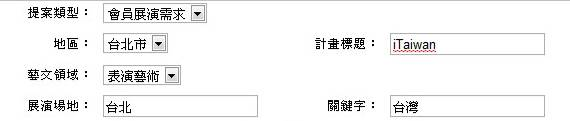 提案類型： 會員展演需求
地區： 台北市 計畫標題： iTaiwan
藝文領域： 表演藝術
展演場地： 台北 關鍵字： 台灣